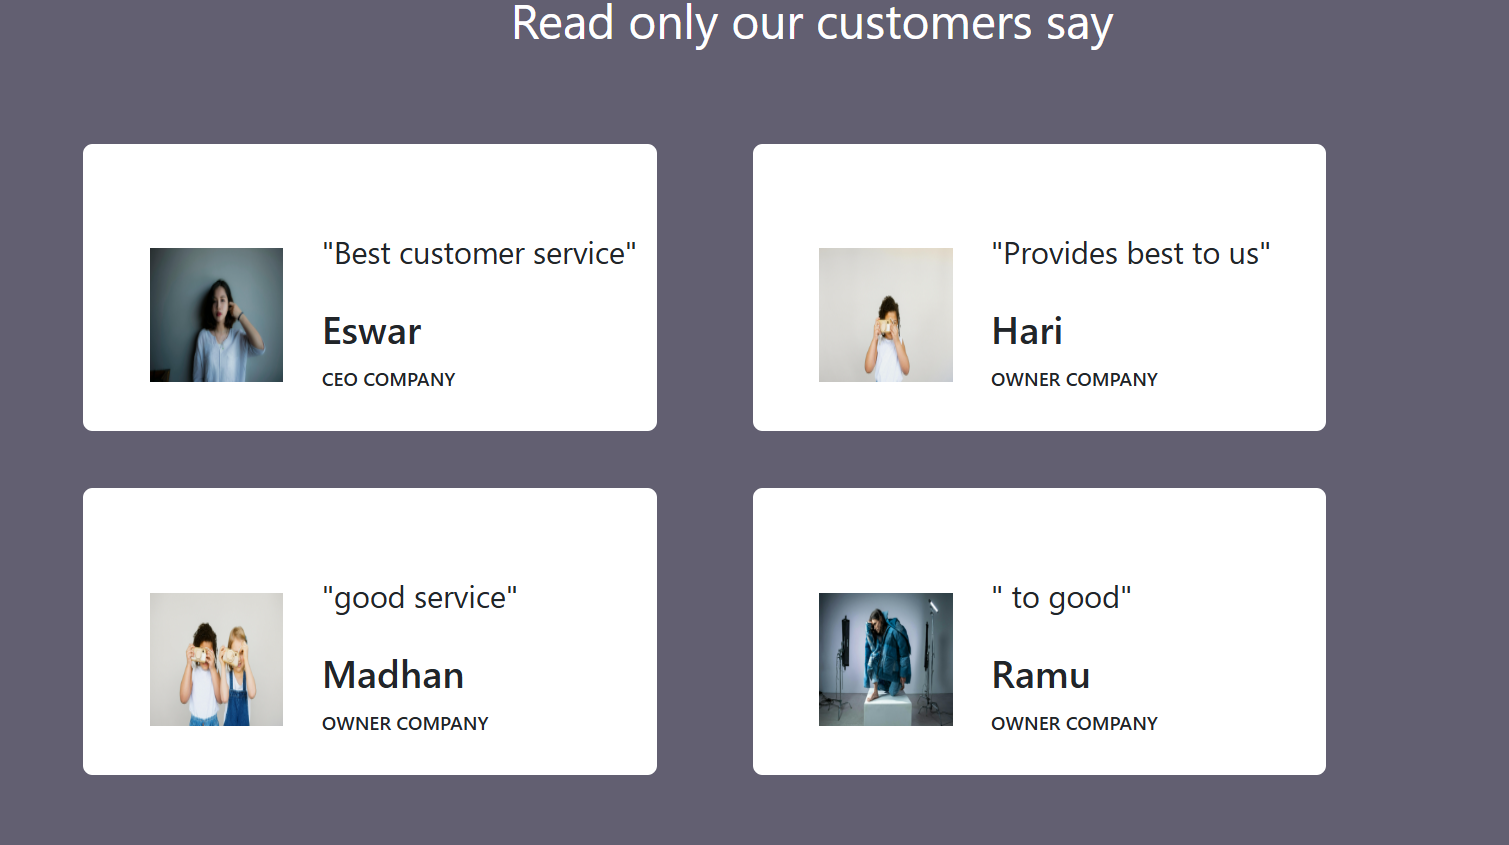 Read only our customers say
"Best customer service"
Eswar
CEO COMPANY
"Provides best to us"
Hari
OWNER COMPANY
"good service"
Madhan
OWNER COMPANY
" to good"
Ramu
OWNER COMPANY